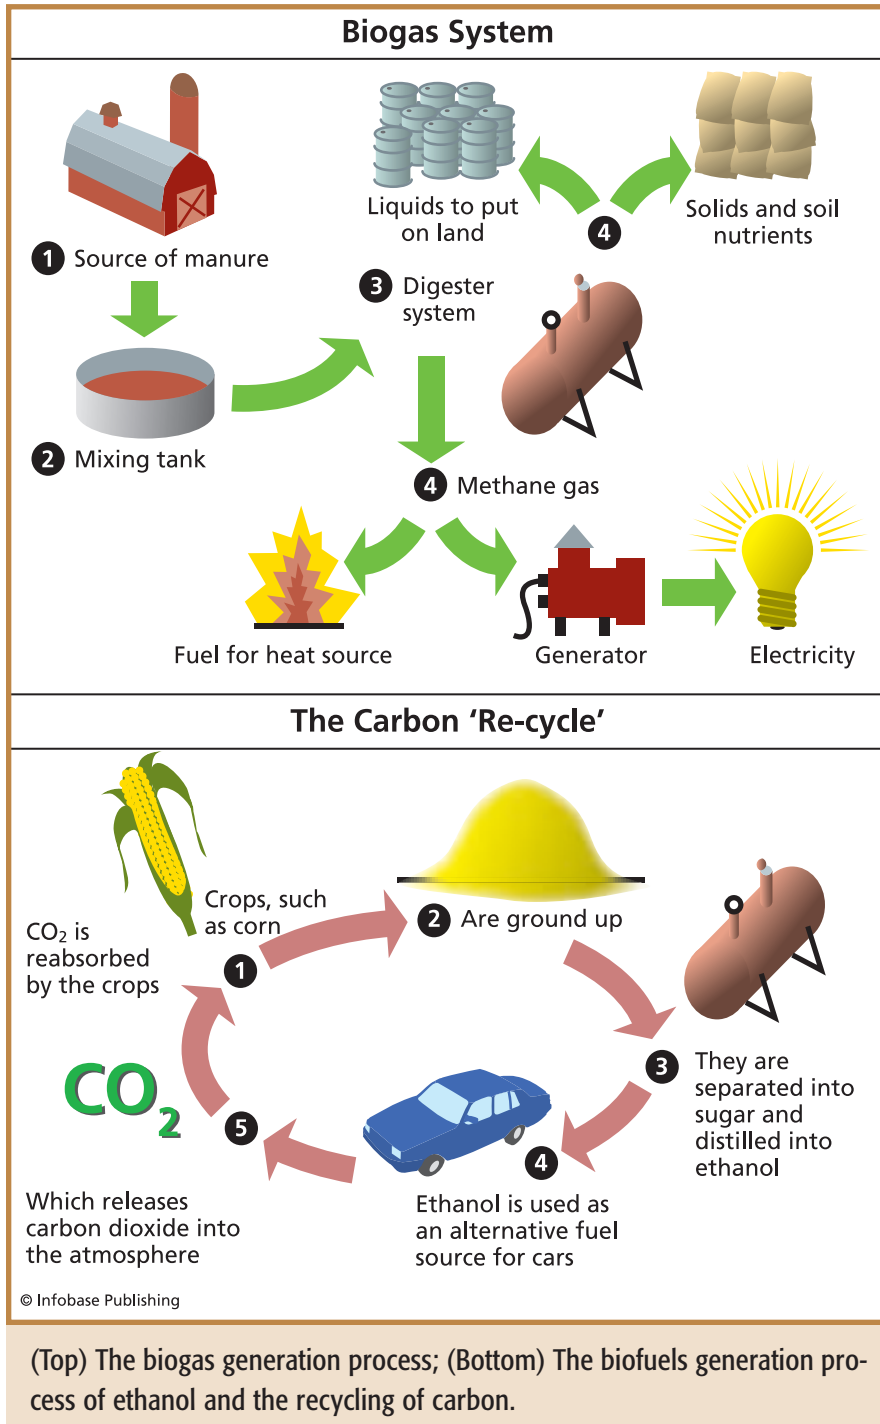 Biogas System
Liquids to put
on land
4
Solids and soil
nutrients
1 Source of manure
3 Digester
system
2 Mixing tank
4 Methane gas
Fuel for heat source
Generator
Electricity
The Carbon 'Re-cycle'
Crops, such
as corn
1
2 Are ground up
CO₂ is
reabsorbed
by the crops
3 They are
separated into
sugar and
distilled into
ethanol
CO₂
5
4
Ethanol is used as
an alternative fuel
source for cars
Which releases
carbon dioxide into
the atmosphere
© Infobase Publishing
(Top) The biogas generation process; (Bottom) The biofuels generation pro-
cess of ethanol and the recycling of carbon.